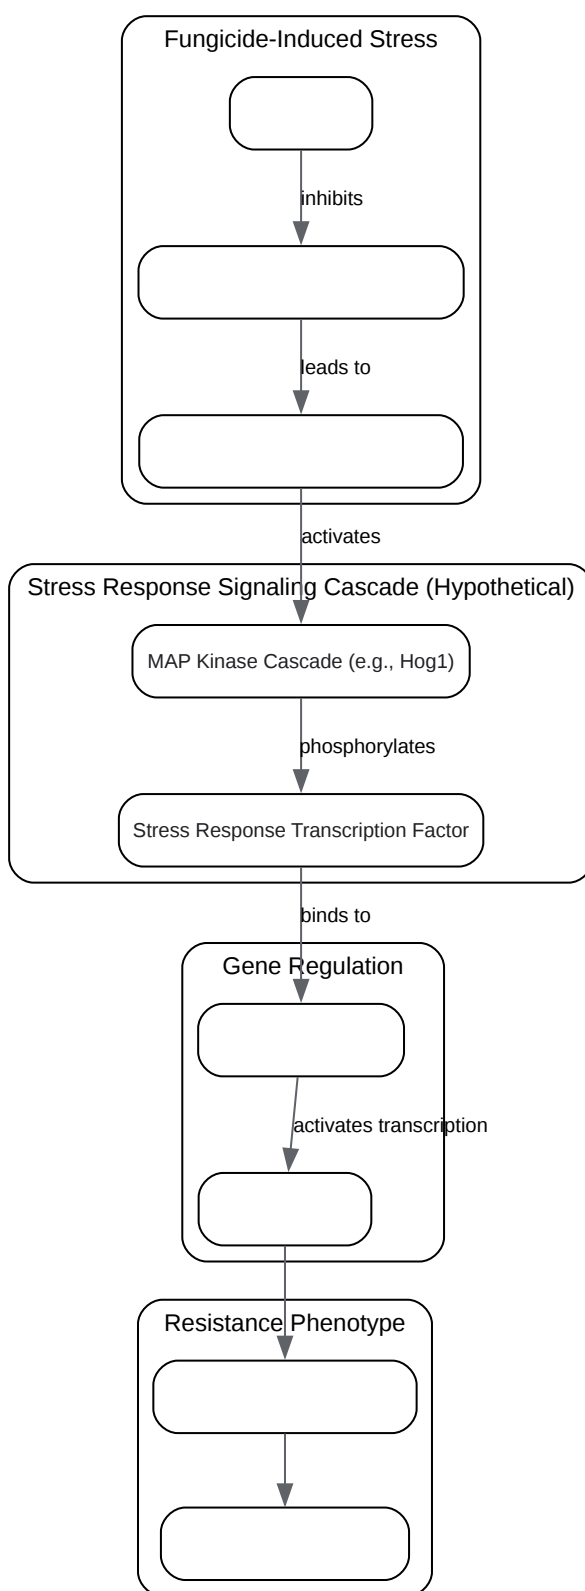 Fungicide-Induced Stress
inhibits
leads to
activates
Stress Response Signaling Cascade (Hypothetical)
MAP Kinase Cascade (e.g., Hog1)
phosphorylates
Stress Response Transcription Factor
binds to
Gene Regulation
activates transcription
Resistance Phenotype